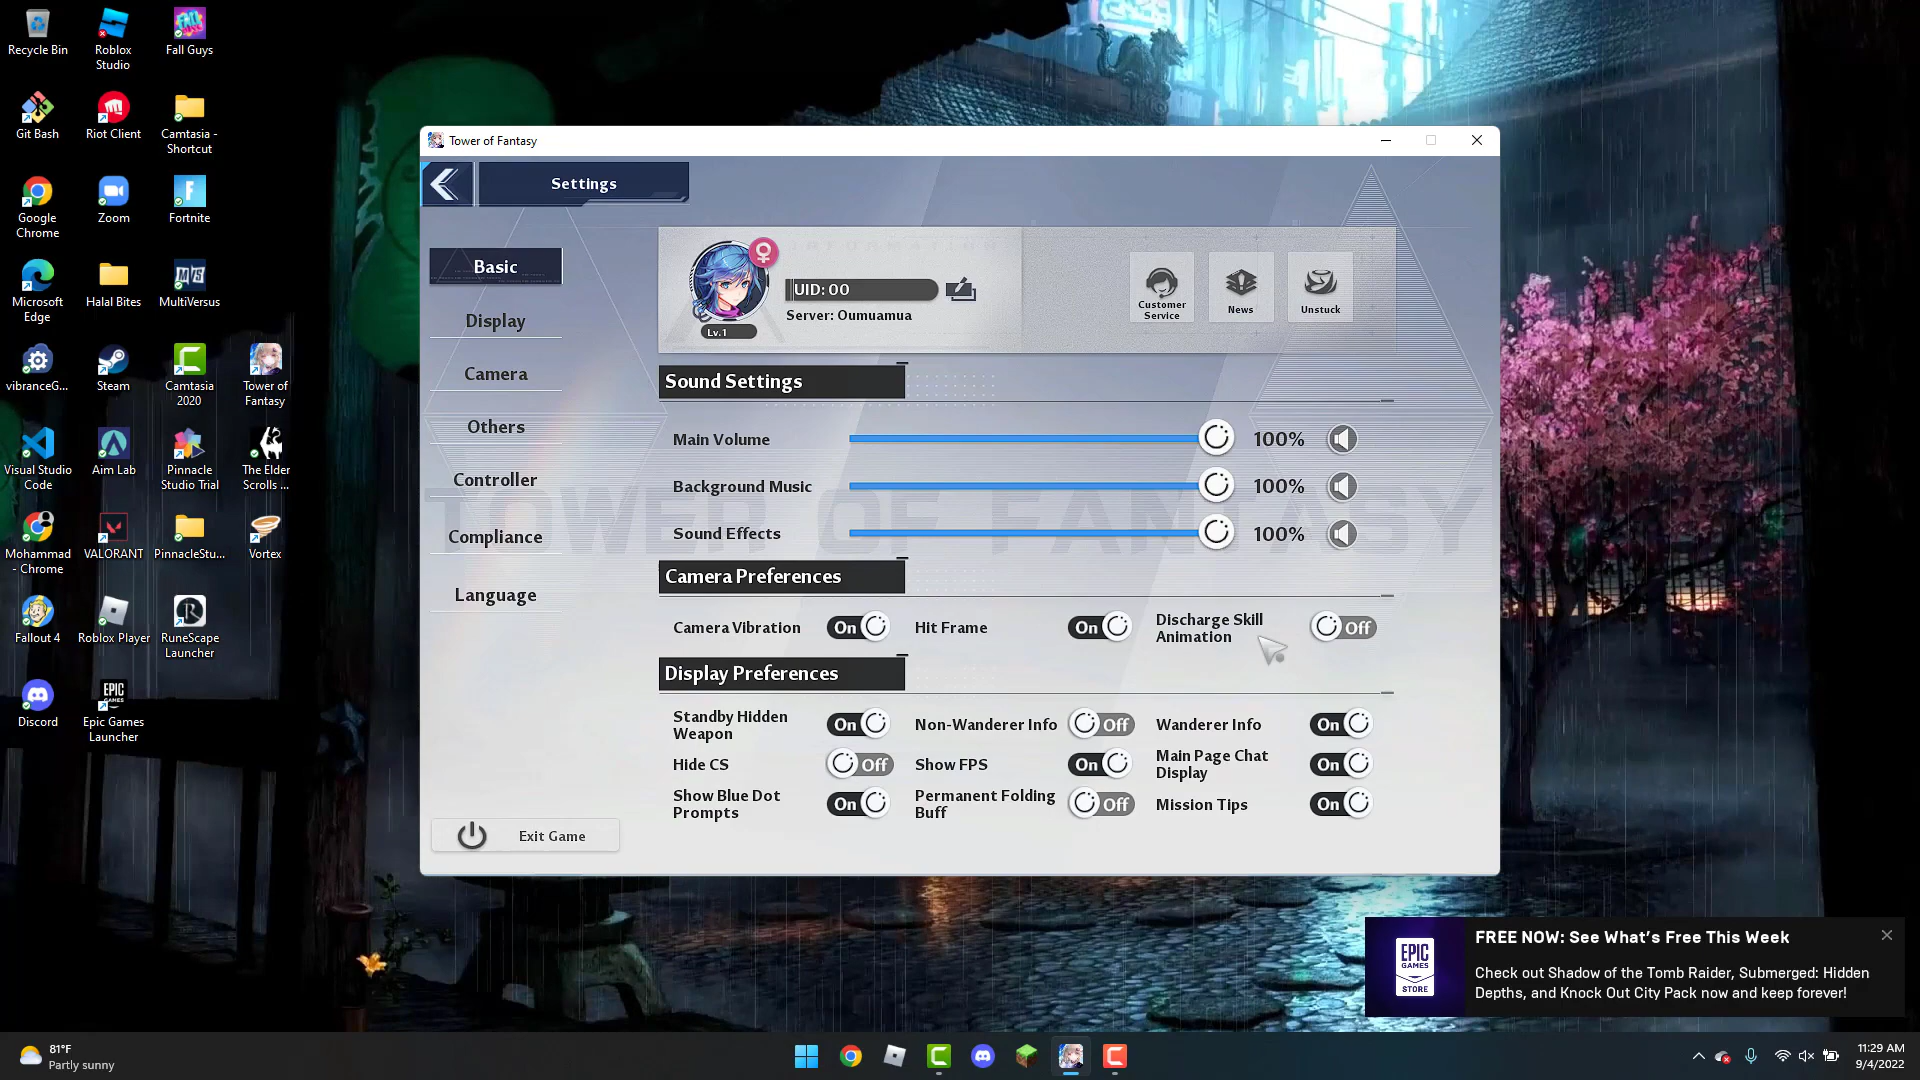 Recycle Bin
Roblox
Studio
Fall Guys
Git Bash
Riot Client
Camtasia -
Shortcut
Google
Chrome
Zoom
Fortnite
Microsoft
Edge
Halal Bites
MultiVersus
vibranceG...
Steam
Camtasia
2020
Tower of
Fantasy
Visual Studio
Code
Aim Lab
Pinnacle
Studio Trial
The Elder
Scrolls ...
Mohammad
- Chrome
VALORANT
PinnacleStu...
Vortex
Fallout 4
Roblox Player
RuneScape
Launcher
Discord
Epic Games
Launcher
Tower of Fantasy
Settings
Basic
Display
Camera
Others
Controller
Compliance
Language
Exit Game
Lv.1
UID: 00
Server: Oumuamua
Customer
Service
News
Unstuck
Sound Settings
Main Volume 100%
Background Music 100%
TOWER OF FANTASY
Sound Effects 100%
Camera Preferences
Camera Vibration On Hit Frame On Discharge Skill
Animation Off
Display Preferences
Standby Hidden
Weapon On Non-Wanderer Info Off Wanderer Info On
Hide CS Off Show FPS On Main Page Chat
Display On
Show Blue Dot
Prompts On Permanent Folding
Buff Off Mission Tips On
EPIC
GAMES
STORE
FREE NOW: See What's Free This Week
Check out Shadow of the Tomb Raider, Submerged: Hidden
Depths, and Knock Out City Pack now and keep forever!
81°F
Partly sunny
11:29 AM
9/4/2022